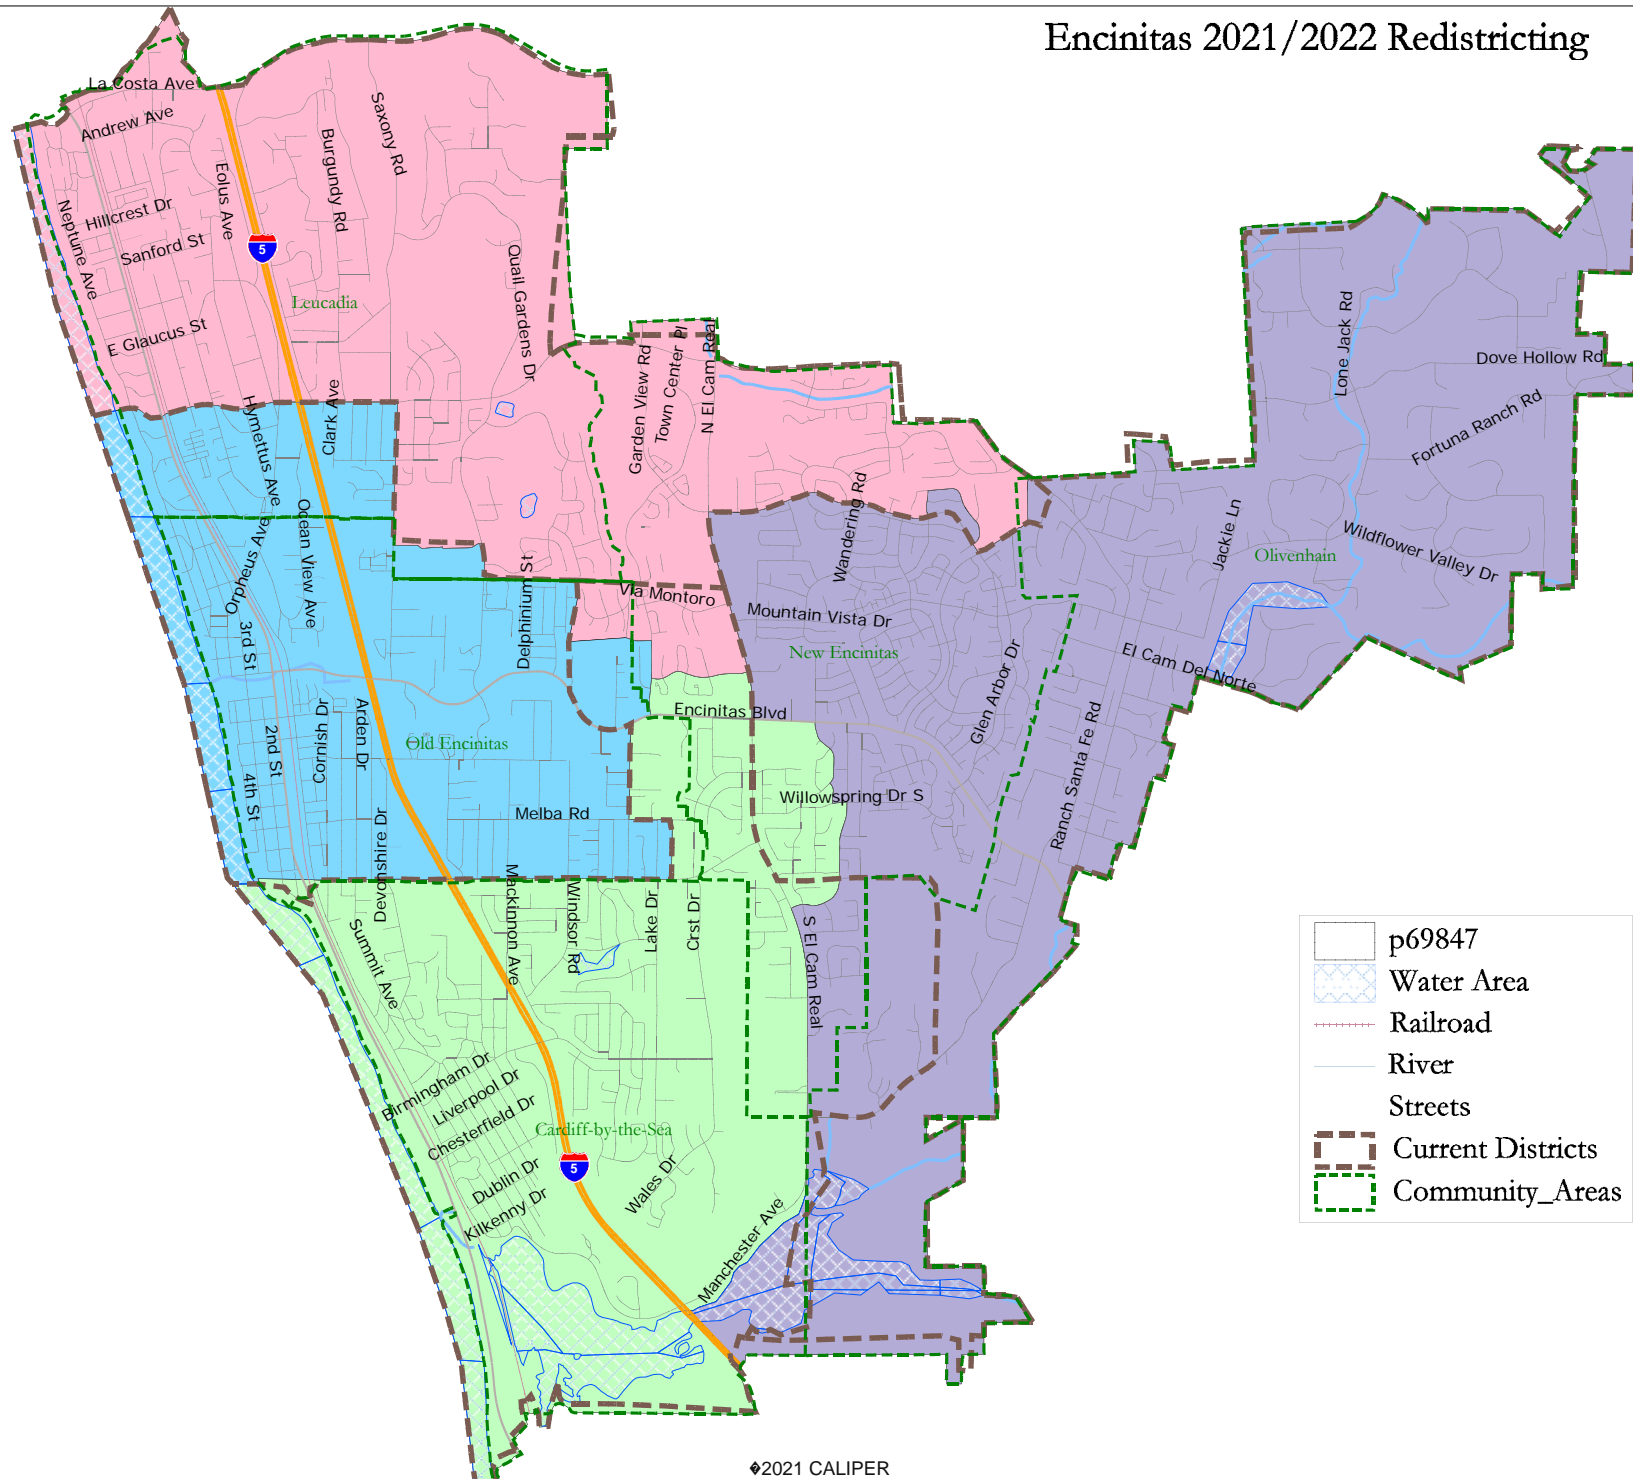 Encinitas 2021/2022 Redistricting
La Costa Ave
Andrew Ave
Saxony Rd
Burgundy Rd
Eolus Ave
Neptune Ave
Hillcrest Dr
Sanford St
5
Quail Gardens Dr
Leucadia
E Glaucus St
Garden View Rd
Town Center Pl
N El Cam Real
Lone Jack Rd
Dove Hollow Rd
Fortuna Ranch Rd
Hymettus Ave
Clark Ave
Wandering Rd
Jackie Ln
Wildflower Valley Dr
Olivenhain
Orpheus Ave
Ocean View Ave
Delphinium St
Via Montoro
Mountain Vista Dr
New Encinitas
3rd St
El Cam Del Norte
Glen Arbor Dr
Encinitas Blvd
Ranch Santa Fe Rd
2nd St
Cornish Dr
Arden Dr
Old Encinitas
4th St
Willowspring Dr S
Melba Rd
Devonshire Dr
Mackinnon Ave
Windsor Rd
Lake Dr
Crst Dr
S El Cam Real
Summit Ave
Birmingham Dr
Liverpool Dr
Chesterfield Dr
Cardiff-by-the-Sea
5
Dublin Dr
Kilkenny Dr
Wales Dr
Manchester Ave
p69847
Water Area
Railroad
River
Streets
Current Districts
Community_Areas
�2021 CALIPER